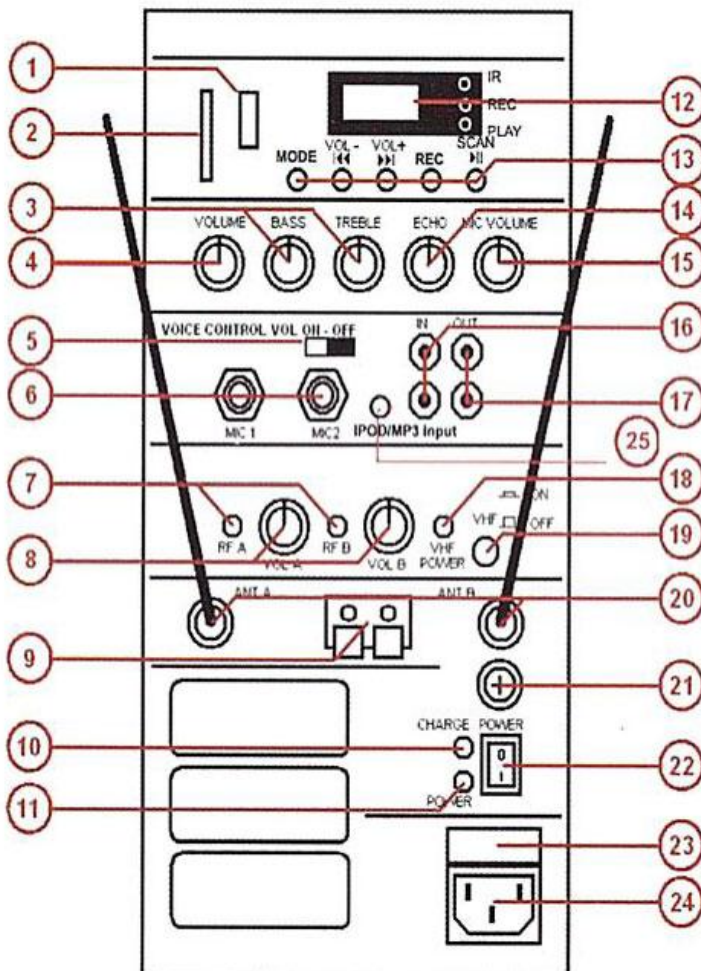 1
IR
2
12
REC
PLAY
VOL - VOL+ SCAN
MODE REC
13
3
14
VOLUME BASS TREBLE ECHO MIC VOLUME
4
15
5
VOICE CONTROL VOL ON - OFF
IN OUT
16
6
17
MIC 1 MIC2 IPOD/MP3 Input
25
7
18
ON
VHF OFF
19
RF A VOL A RF B VOL B VHF
POWER
8
ANT A ANT B
20
9
21
CHARGE POWER
10
0
I
22
11
POWER
23
24